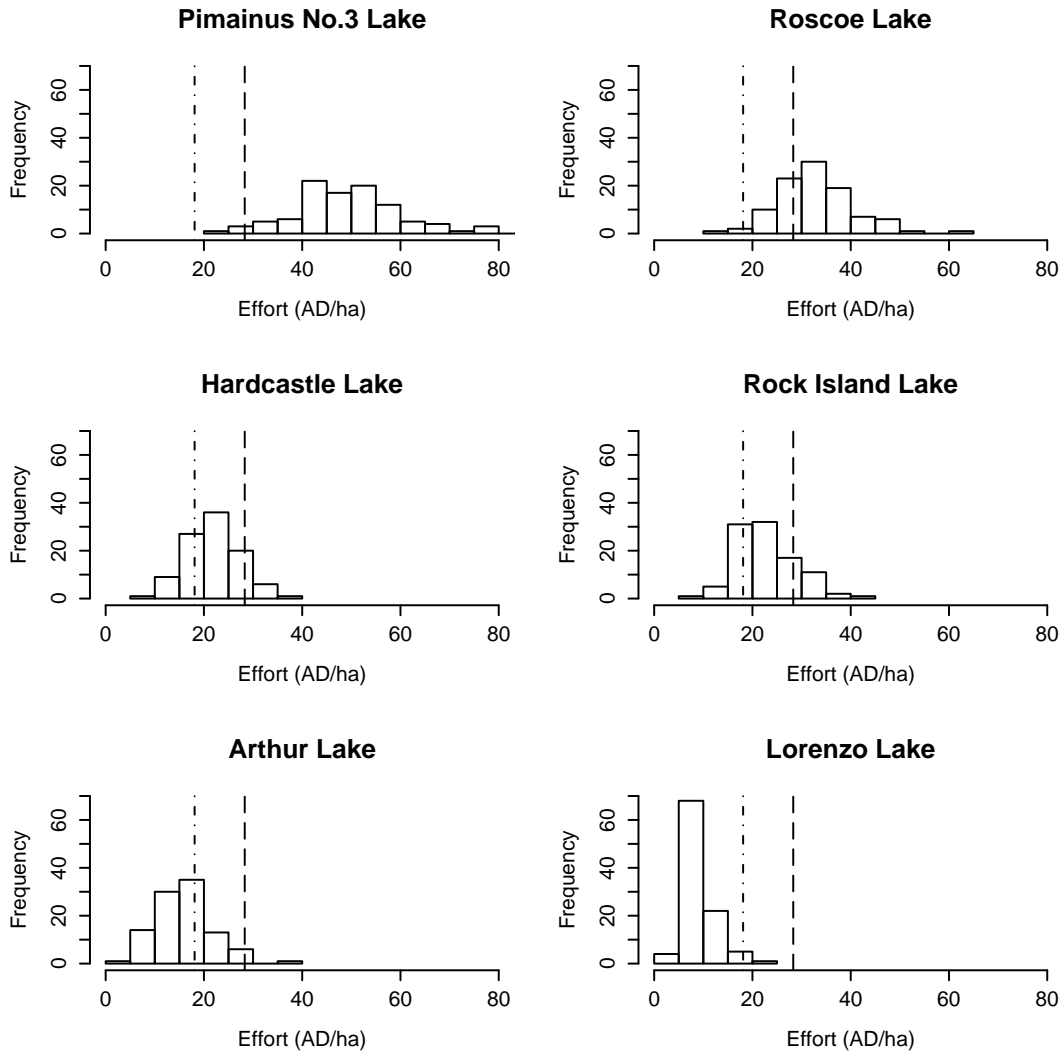 Pimainus No.3 Lake
Frequency
0 20 40 60
0 20 40 60 80
Effort (AD/ha)
Roscoe Lake
Frequency
0 20 40 60
0 20 40 60 80
Effort (AD/ha)
Hardcastle Lake
Frequency
0 20 40 60
0 20 40 60 80
Effort (AD/ha)
Rock Island Lake
Frequency
0 20 40 60
0 20 40 60 80
Effort (AD/ha)
Arthur Lake
Frequency
0 20 40 60
0 20 40 60 80
Effort (AD/ha)
Lorenzo Lake
Frequency
0 20 40 60
0 20 40 60 80
Effort (AD/ha)